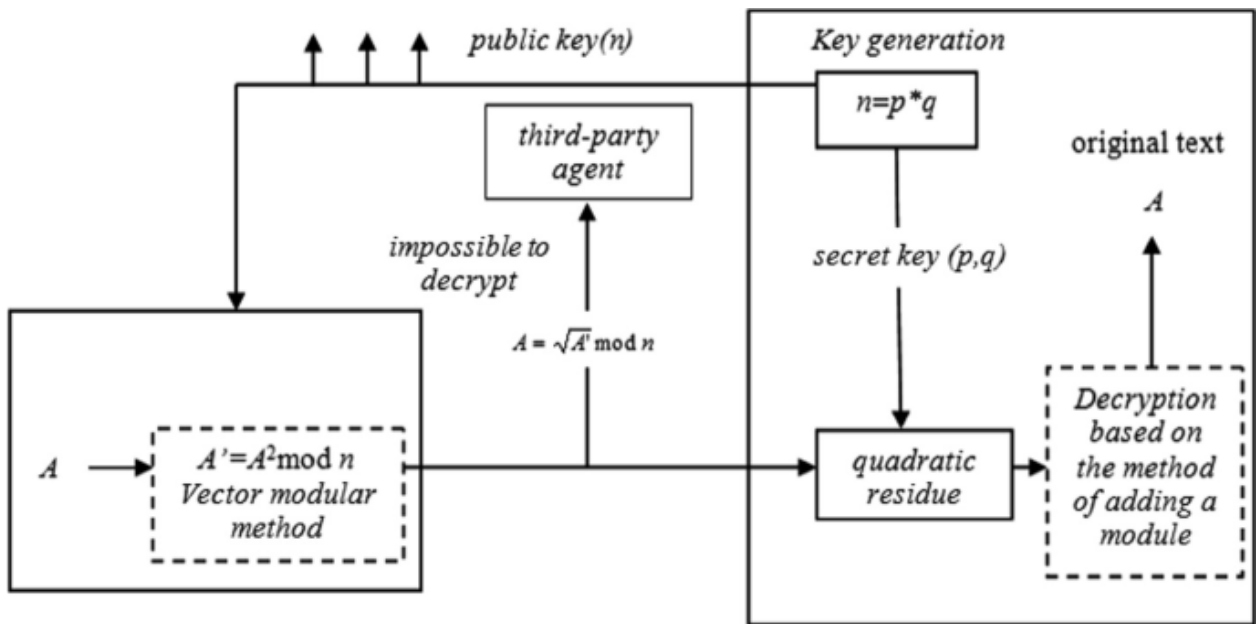 public key(n)
Key generation
n=p*q
third-party
agent
original text
A
impossible to
decrypt
secret key (p,q)
A = √A' mod n
A
A'=A²mod n
Vector modular
method
quadratic
residue
Decryption
based on
the method
of adding a
module